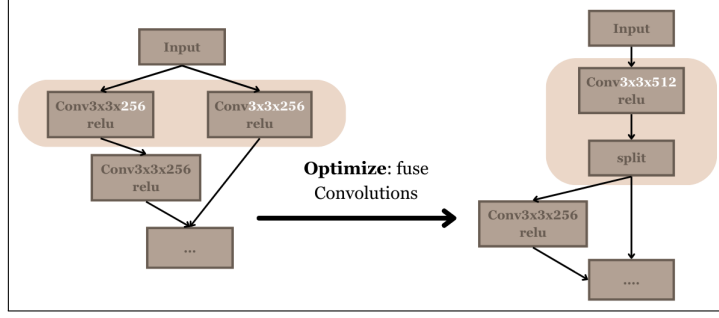 Input
Conv3x3x256
relu
Conv3x3x256
relu
Conv3x3x256
relu
...
Optimize: fuse
Convolutions
Input
Conv3x3x512
relu
split
Conv3x3x256
relu
....